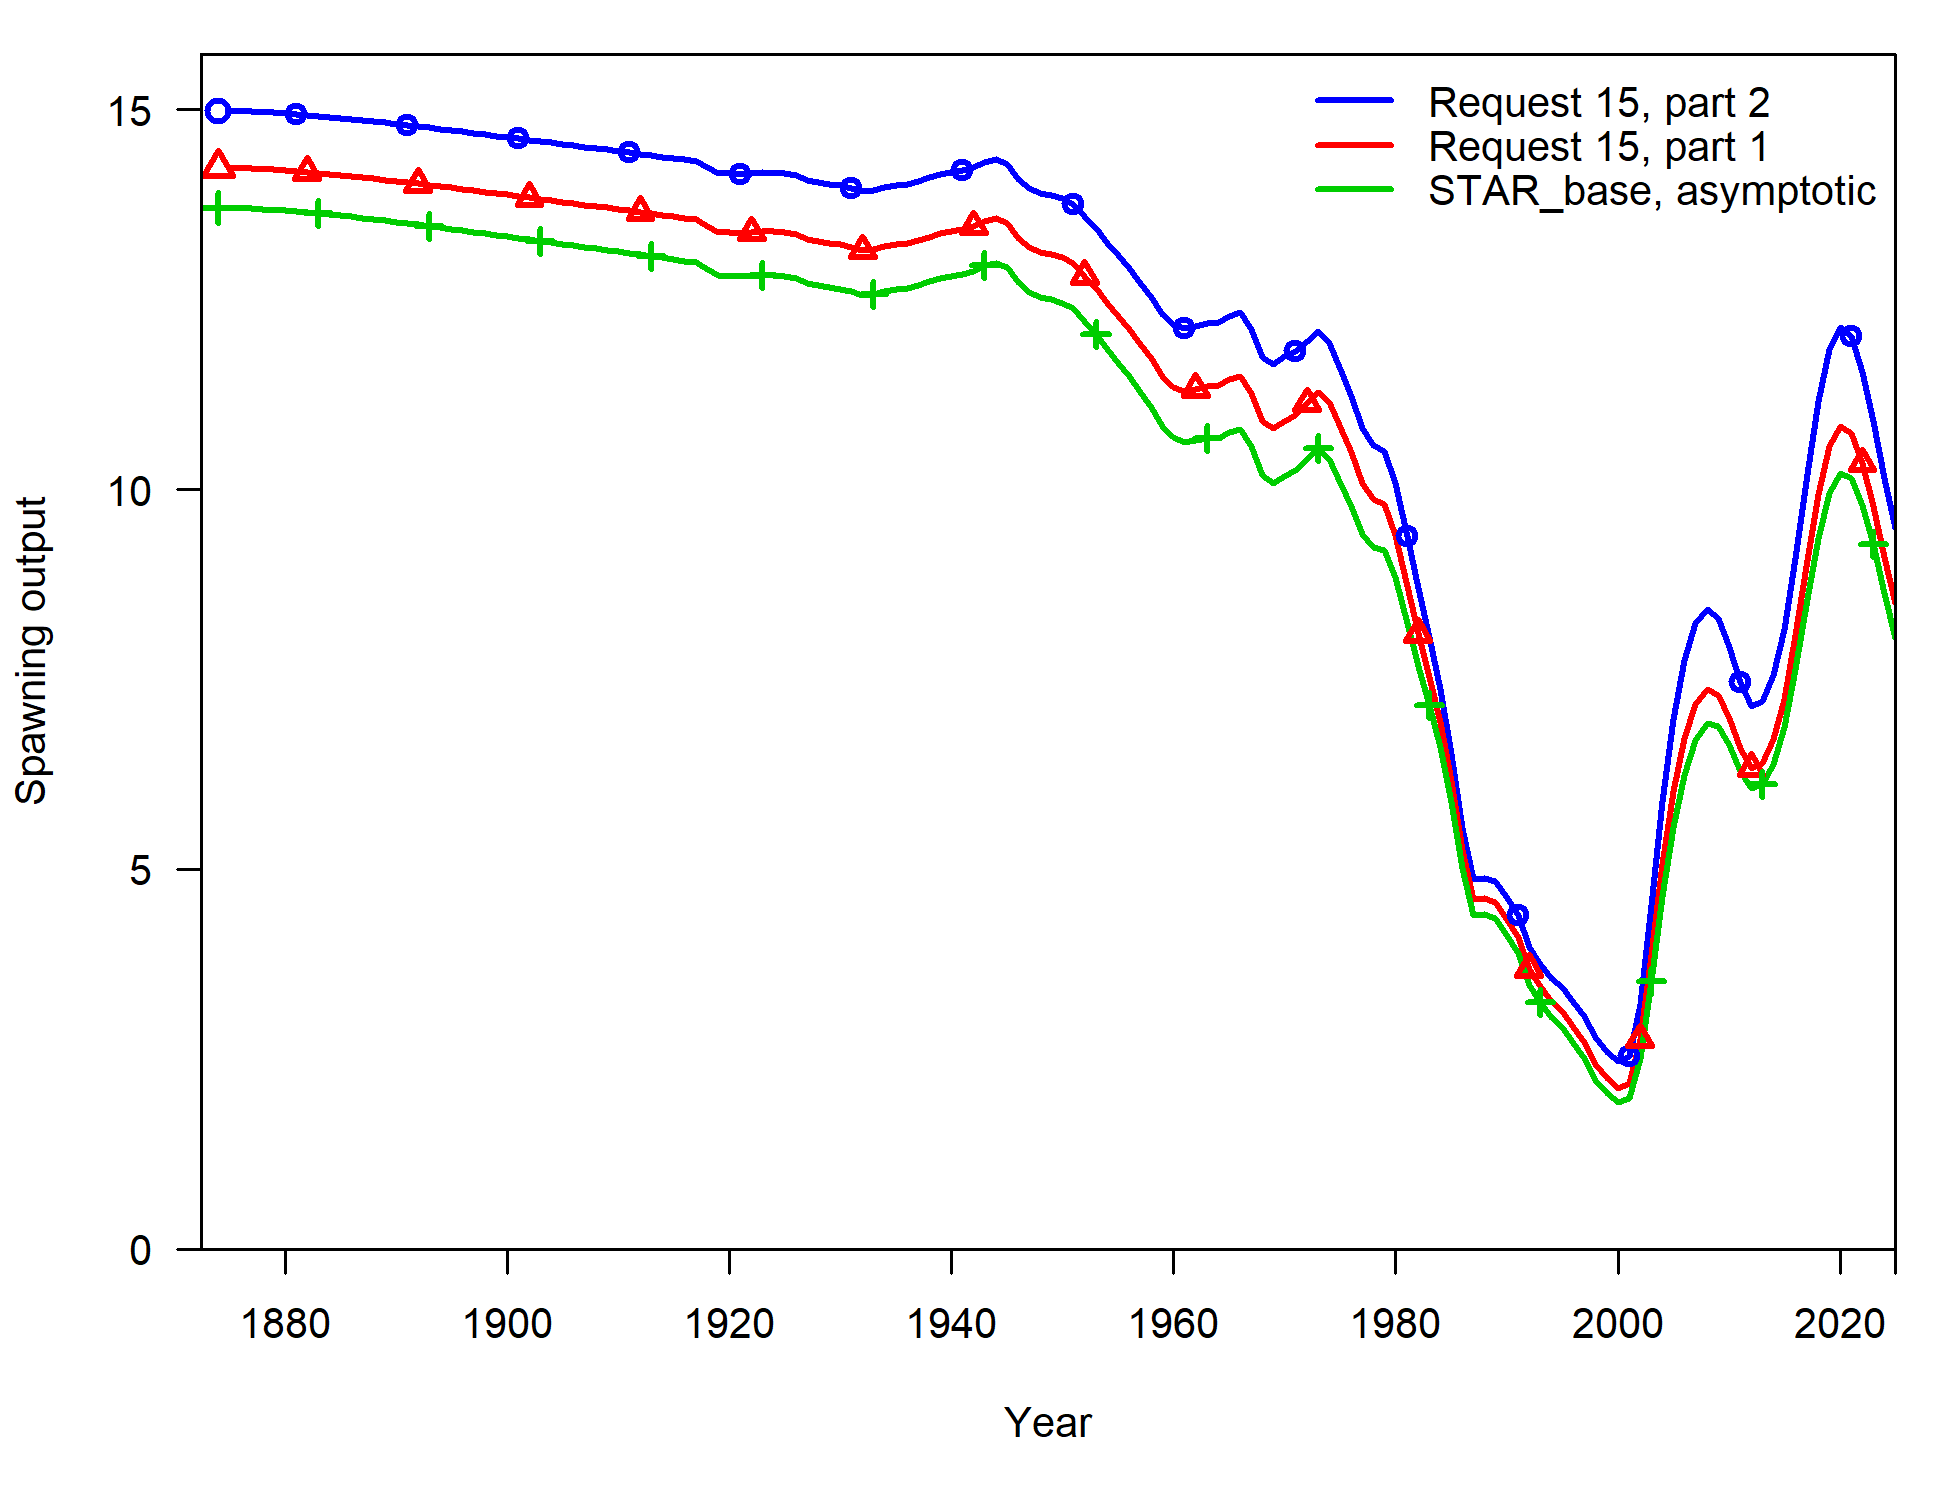 Request 15, part 2
Request 15, part 1
STAR_base, asymptotic
15
10
5
0
Spawning output
1880 1900 1920 1940 1960 1980 2000 2020
Year